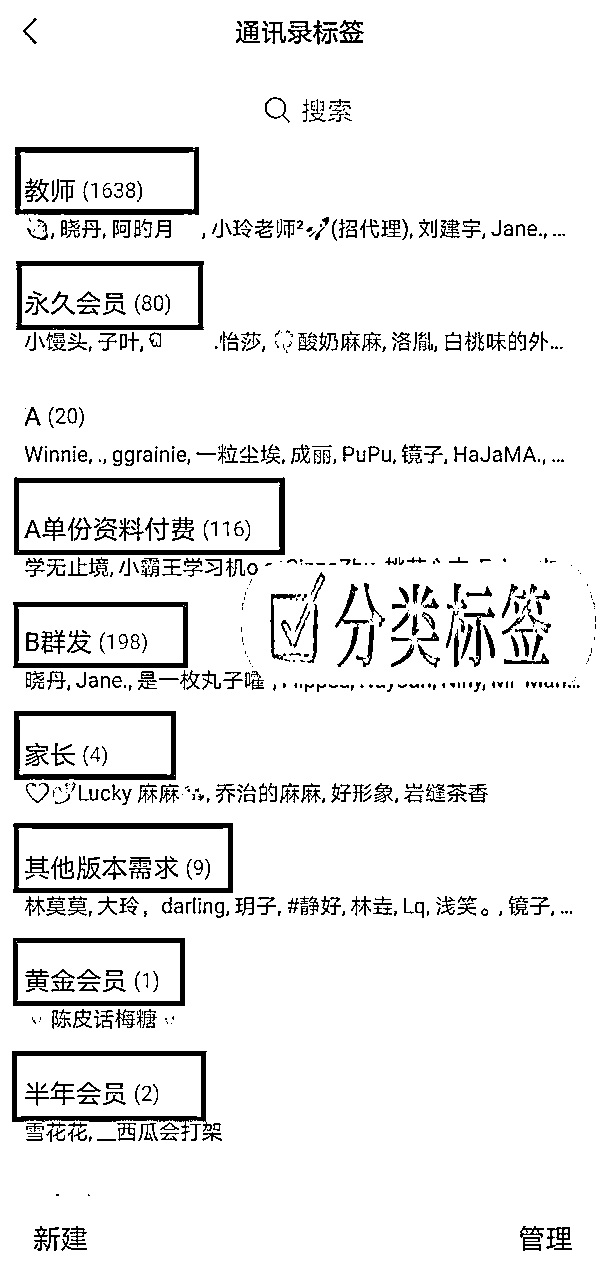 通讯录标签
搜索
教师 (1638)
, 晓丹, 阿的月 , 小玲老师² (招代理), 刘建宇, Jane., ...
永久会员 (80)
小馒头, 子叶, .怡莎, 酸奶麻麻, 洛胤, 白桃味的外...
A (20)
Winnie, ., ggrainie, 一粒尘埃, 成丽, PuPu, 镜子, HaJaMA., ...
A单份资料付费 (116)
学无止境, 小霸王学习机
分类标签
B群发 (198)
晓丹, Jane., 是一枚丸子嚯
家长 (4)
Lucky 麻麻 , 乔治的麻麻, 好形象, 岩缝茶香
其他版本需求 (9)
林莫莫, 大玲，darling, 玥子, #静好, 林垚, Lq, 浅笑。, 镜子, ...
黄金会员 (1)
陈皮话梅糖
半年会员 (2)
雪花花, __西瓜会打架
新建
管理